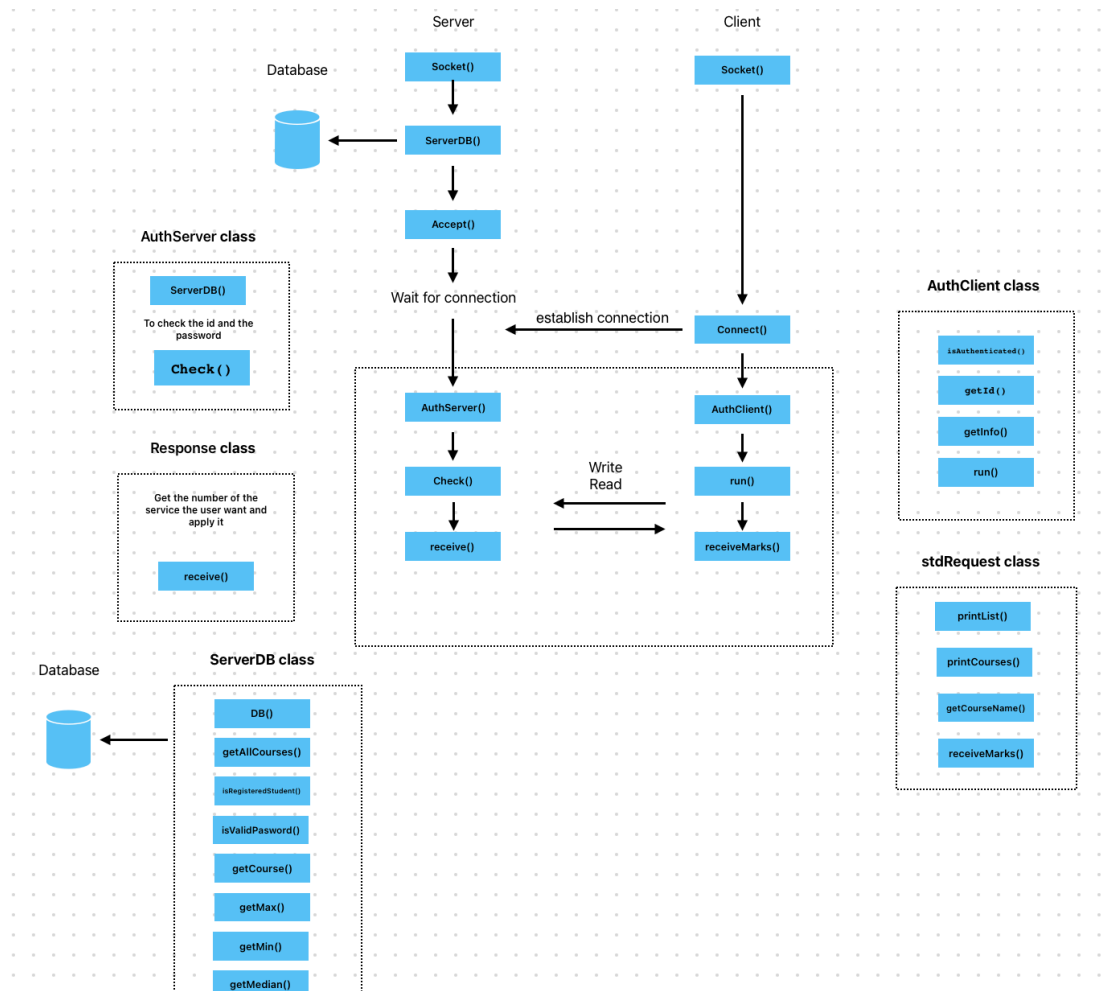 Server
Client
Socket()
Socket()
Database
ServerDB()
Accept()
AuthServer class
ServerDB()
To check the id and the
password
Check()
Wait for connection
establish connection
Connect()
AuthClient class
isAuthenticated()
getId()
getInfo()
run()
AuthServer()
AuthClient()
Check()
Write
Read
run()
receive()
receiveMarks()
Response class
Get the number of the
service the user want and
apply it
receive()
stdRequest class
printList()
printCourses()
getCourseName()
receiveMarks()
Database
ServerDB class
DB()
getAllCourses()
isRegisteredStudent()
isValidPasword()
getCourse()
getMax()
getMin()
getMedian()